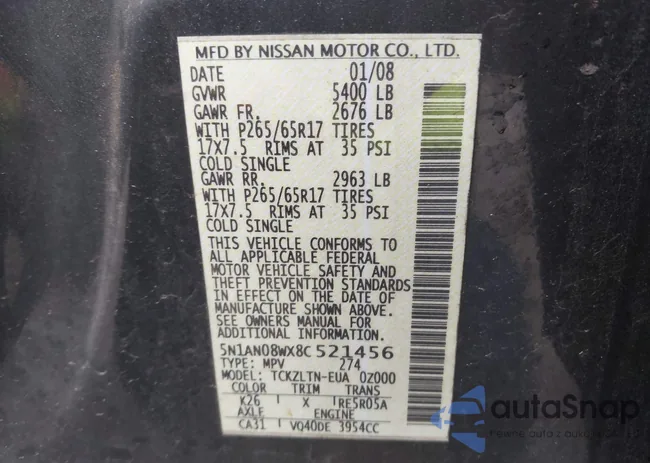 MFD BY NISSAN MOTOR CO., LTD.
DATE 01/08
GVWR 5400 LB
GAWR FR. 2676 LB
WITH P265/65R17 TIRES
17X7.5 RIMS AT 35 PSI
COLD SINGLE
GAWR RR. 2963 LB
WITH P265/65R17 TIRES
17X7.5 RIMS AT 35 PSI
COLD SINGLE
THIS VEHICLE CONFORMS TO
ALL APPLICABLE FEDERAL
MOTOR VEHICLE SAFETY AND
THEFT PREVENTION STANDARDS
IN EFFECT ON THE DATE OF
MANUFACTURE SHOWN ABOVE.
SEE OWNERS MANUAL FOR
ADDITIONAL INFORMATION.
5N1AN08WX8C521456
TYPE: MPV 274
MODEL: TCKZLTN-EUA 0Z000
COLOR TRIM TRANS
K26 X RE5R05A
AXLE ENGINE
CA31 VQ40DE 3954CC
autoSnap
Pewne auta z aukcji